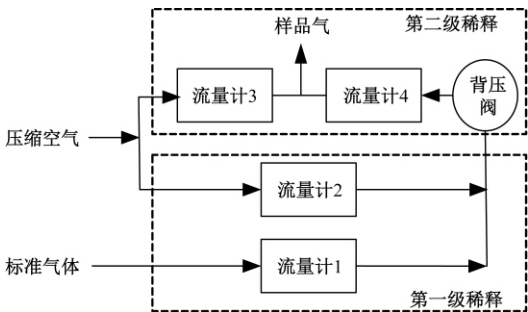 样品气
第二级稀释
流量计3
流量计4
背压
阀
压缩空气
流量计2
标准气体
流量计1
第一级稀释